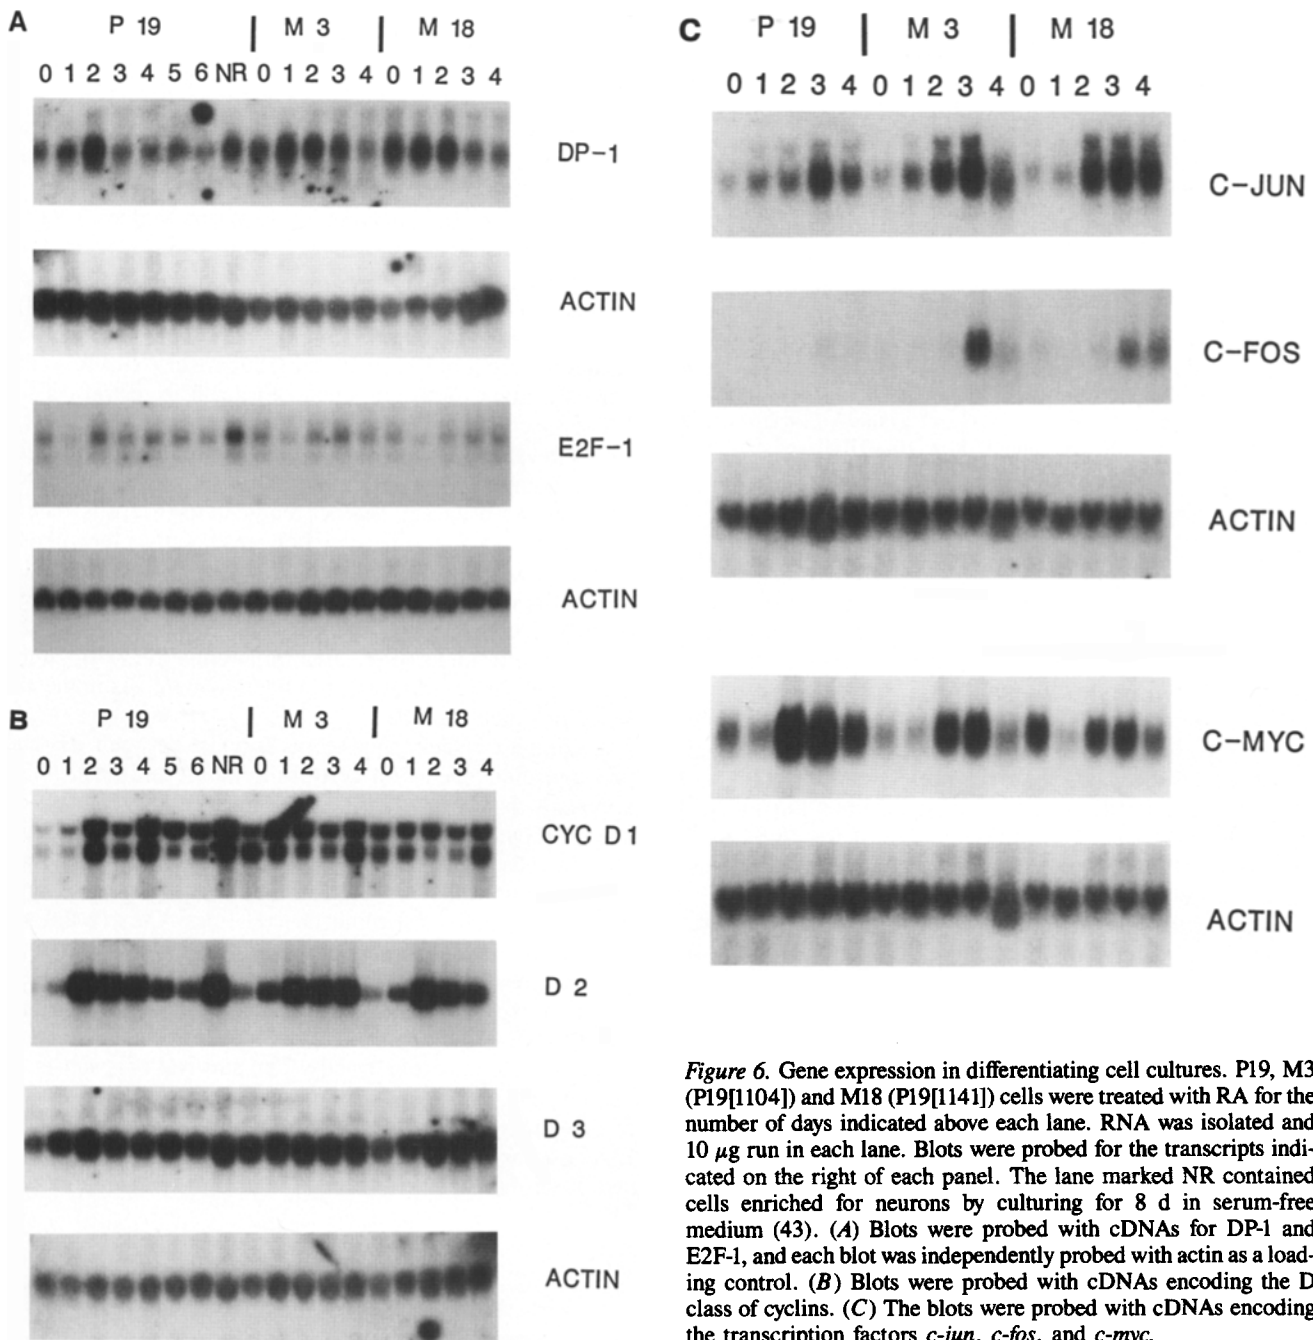 A
P 19 | M 3 | M 18
0 1 2 3 4 5 6 NR 0 1 2 3 4 0 1 2 3 4
DP-1
ACTIN
E2F-1
ACTIN
B
P 19 | M 3 | M 18
0 1 2 3 4 5 6 NR 0 1 2 3 4 0 1 2 3 4
CYC D1
D 2
D 3
ACTIN
C
P 19 | M 3 | M 18
0 1 2 3 4 0 1 2 3 4 0 1 2 3 4
C-JUN
C-FOS
ACTIN
C-MYC
ACTIN
Figure 6. Gene expression in differentiating cell cultures. P19, M3
(P19[1104]) and M18 (P19[1141]) cells were treated with RA for the
number of days indicated above each lane. RNA was isolated and
10 μg run in each lane. Blots were probed for the transcripts indi-
cated on the right of each panel. The lane marked NR contained
cells enriched for neurons by culturing for 8 d in serum-free
medium (43). (A) Blots were probed with cDNAs for DP-1 and
E2F-1, and each blot was independently probed with actin as a load-
ing control. (B) Blots were probed with cDNAs encoding the D
class of cyclins. (C) The blots were probed with cDNAs encoding
the transcription factors c-jun, c-fos, and c-myc.